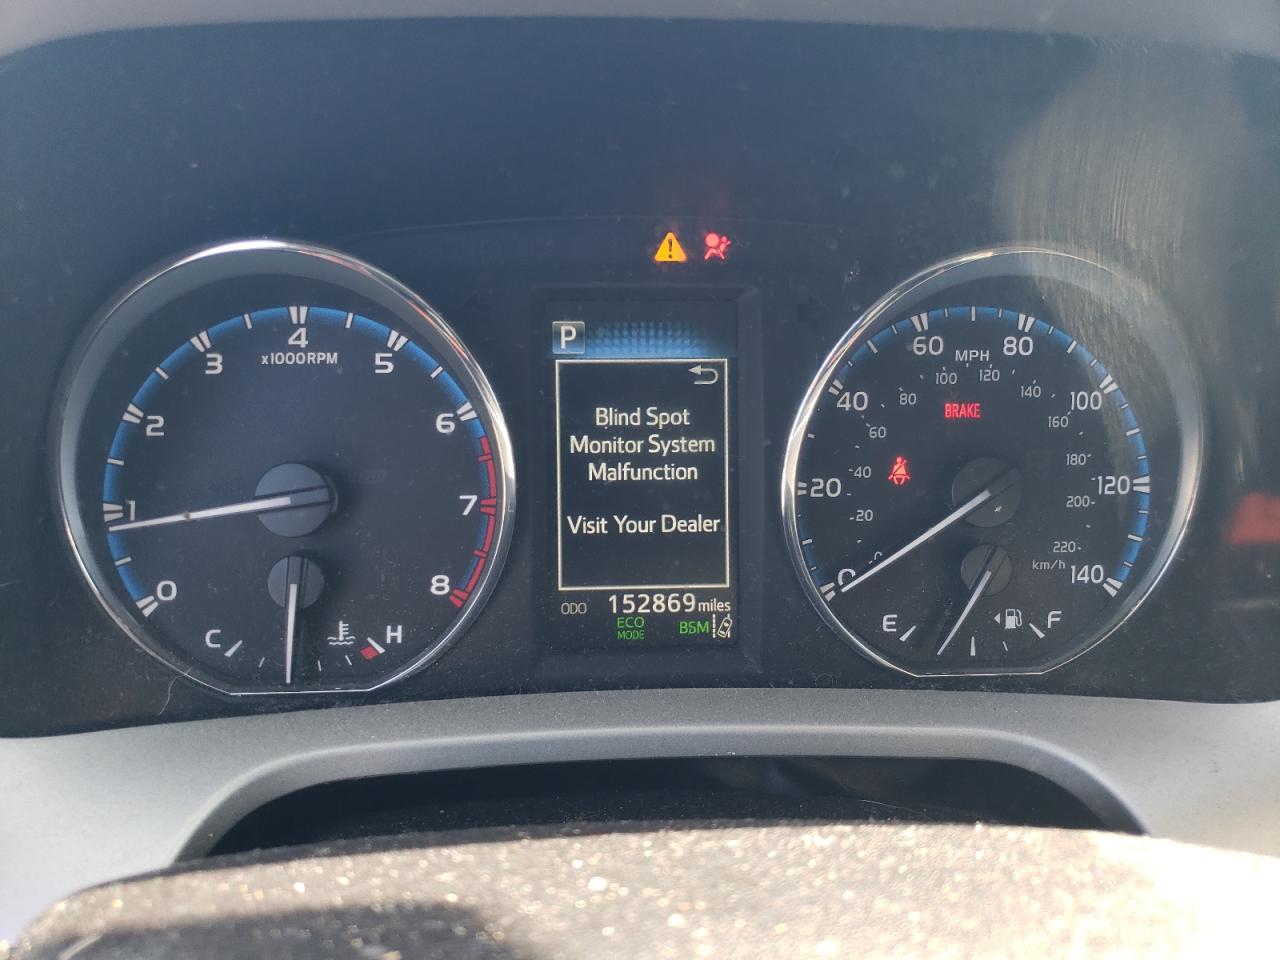 P
Blind Spot
Monitor System
Malfunction
Visit Your Dealer
ODO 152869 miles
ECO
MODE
BSM
0
1
2
3
4
5
6
7
8
x1000RPM
C
H
0
20
40
60
80
100
120
140
MPH
0
20
40
60
80
100
120
140
160
180
200
220
km/h
BRAKE
E
F